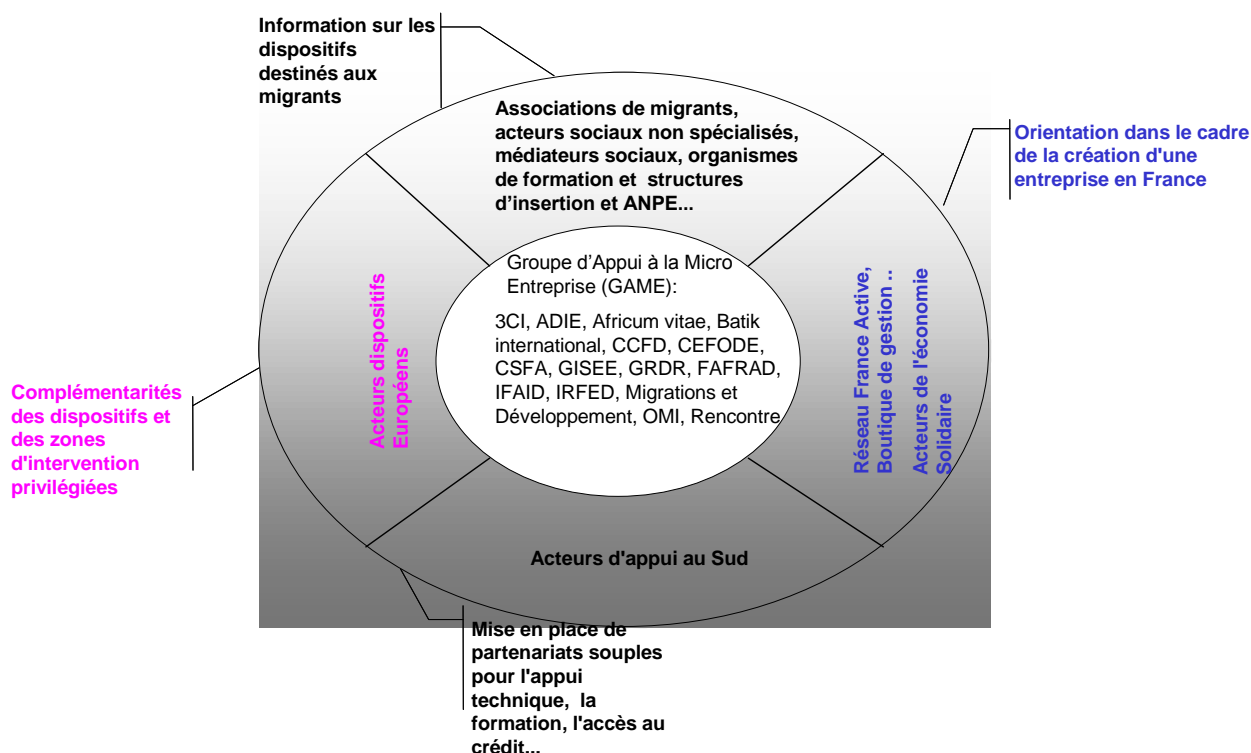 Information sur les
dispositifs
destinés aux
migrants
Associations de migrants,
acteurs sociaux non spécialisés,
médiateurs sociaux, organismes
de formation et  structures
d’insertion et ANPE...
Orientation dans le cadre
de la création d'une
entreprise en France
Groupe d’Appui à la Micro
Entreprise (GAME):
3CI, ADIE, Africum vitae, Batik
international, CCFD, CEFODE,
CSFA, GISEE, GRDR, FAFRAD,
IFAID, IRFED, Migrations et
Développement, OMI, Rencontre
Acteurs dispositifs
Européens
Réseau France Active,
Boutique de gestion ..
Acteurs de l'économie
Solidaire
Complémentarités
des dispositifs et
des zones
d'intervention
privilégiées
Acteurs d'appui au Sud
Mise en place de
partenariats souples
pour l'appui
technique,  la
formation, l'accès au
crédit...